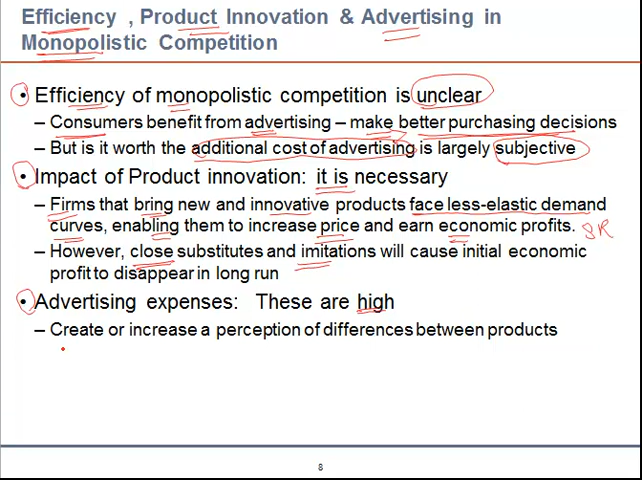 Efficiency , Product Innovation & Advertising in
Monopolistic Competition
• Efficiency of monopolistic competition is unclear
– Consumers benefit from advertising – make better purchasing decisions
– But is it worth the additional cost of advertising is largely subjective
• Impact of Product innovation: it is necessary
– Firms that bring new and innovative products face less-elastic demand
curves, enabling them to increase price and earn economic profits. SR
– However, close substitutes and imitations will cause initial economic
profit to disappear in long run
• Advertising expenses: These are high
– Create or increase a perception of differences between products
8